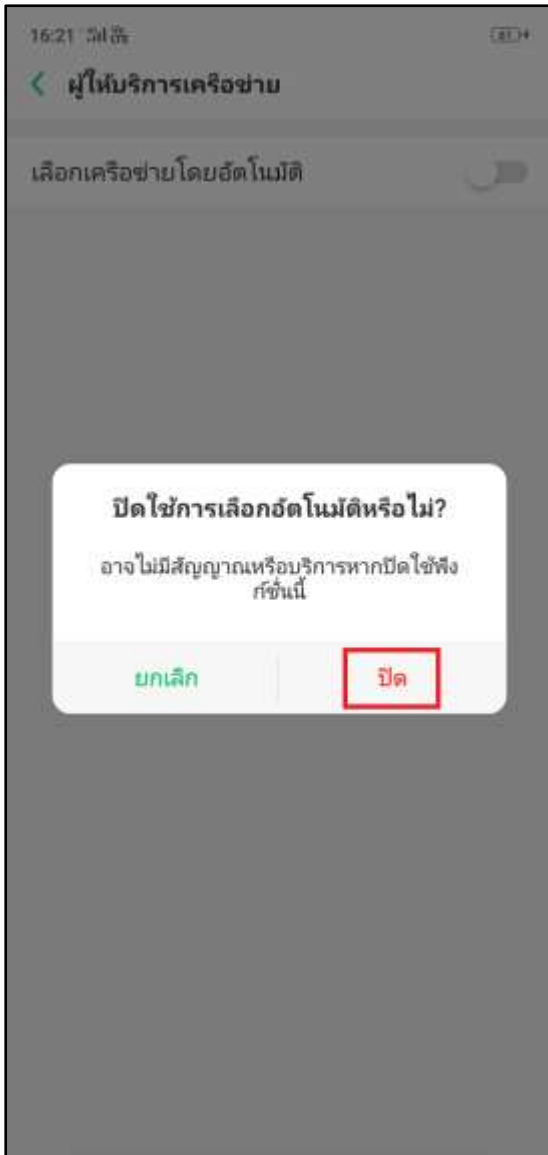 16:21
ผู้ให้บริการเครือข่าย
เลือกเครือข่ายโดยอัตโนมัติ
ปิดใช้การเลือกอัตโนมัติหรือไม่?
อาจไม่มีสัญญาณหรือบริการหากปิดใช้ฟัง
ก์ชั่นนี้
ยกเลิก
ปิด